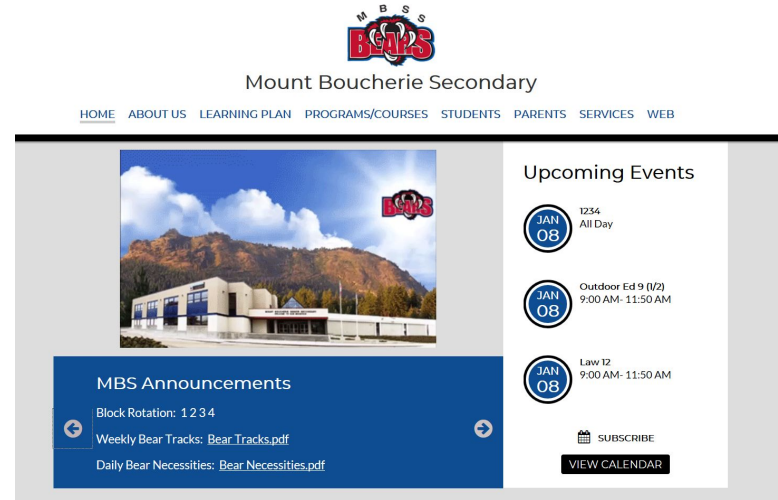 MBSS
BEARS
Mount Boucherie Secondary
HOME ABOUT US LEARNING PLAN PROGRAMS/COURSES STUDENTS PARENTS SERVICES WEB
BEARS
MBS Announcements
Block Rotation: 1 2 3 4
Weekly Bear Tracks: Bear Tracks.pdf
Daily Bear Necessities: Bear Necessities.pdf
Upcoming Events
JAN
08
1234
All Day
JAN
08
Outdoor Ed 9 (1/2)
9:00 AM- 11:50 AM
JAN
08
Law 12
9:00 AM- 11:50 AM
SUBSCRIBE
VIEW CALENDAR